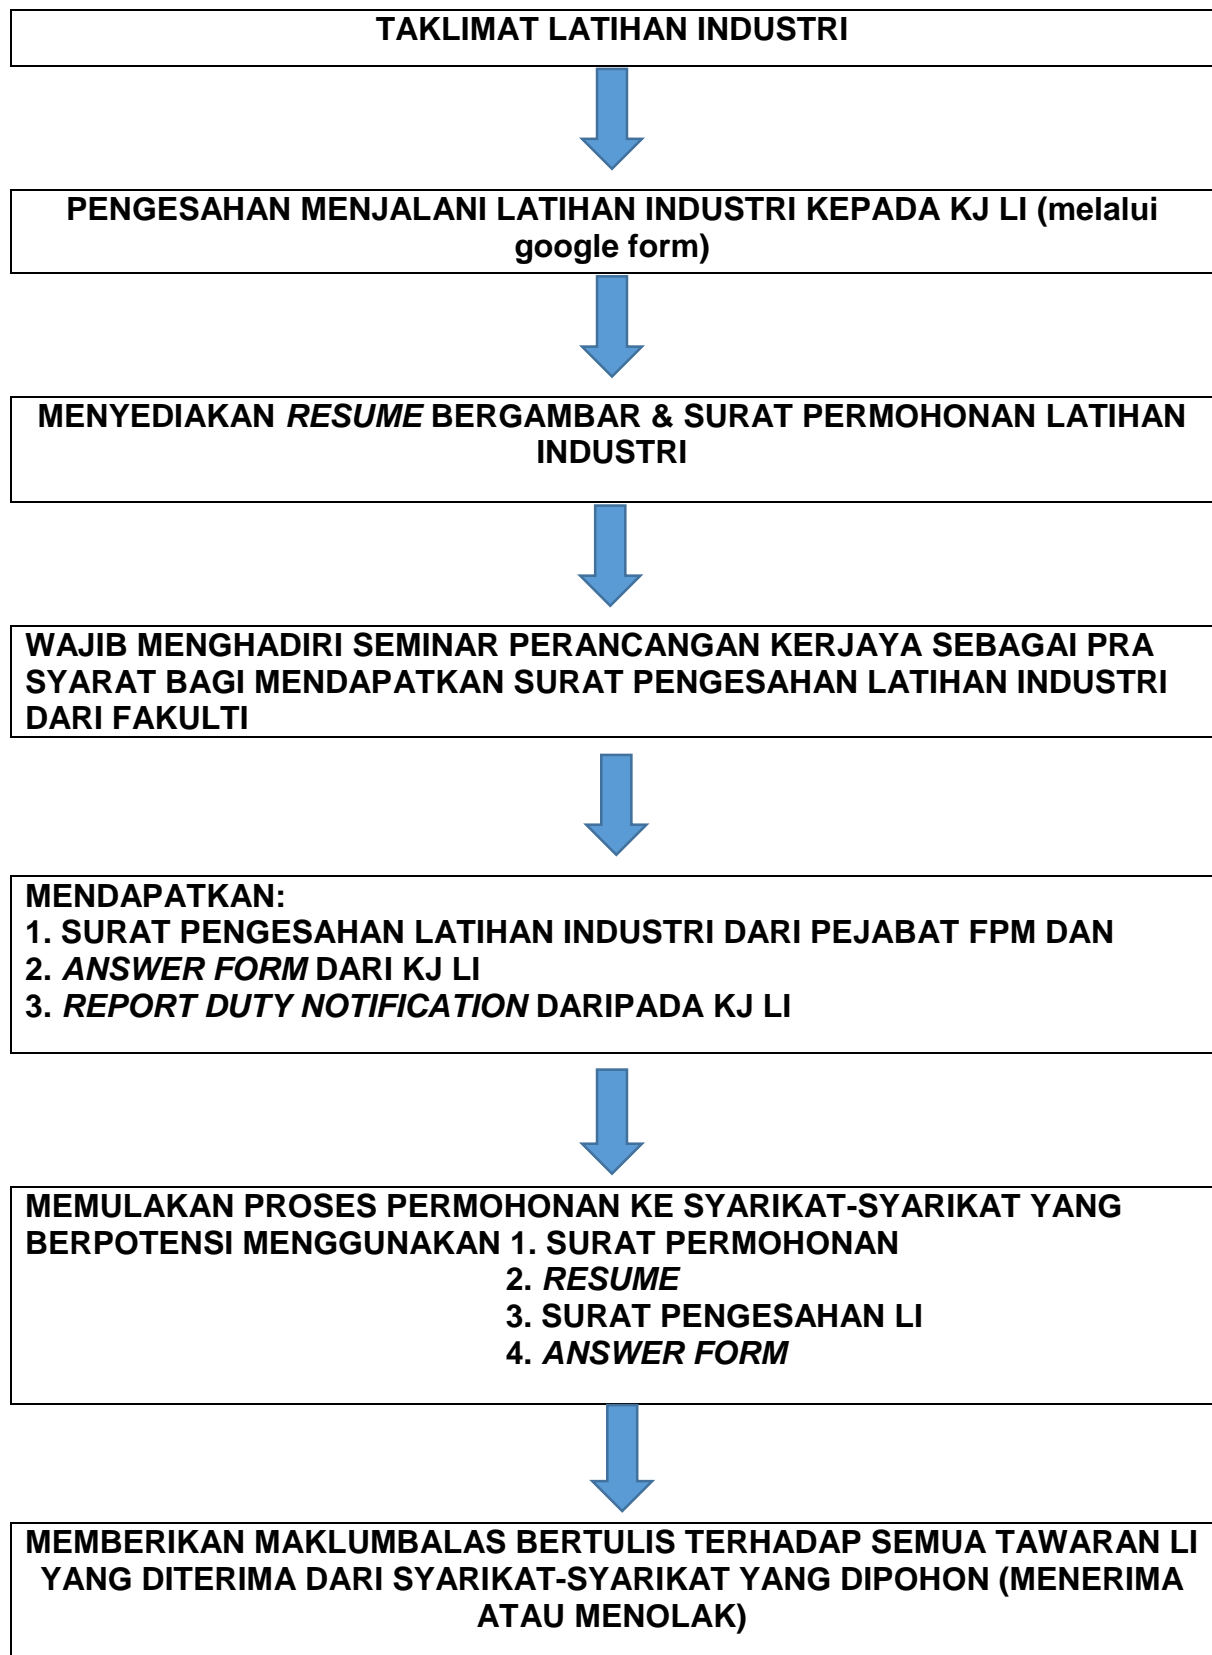 TAKLIMAT LATIHAN INDUSTRI
PENGESAHAN MENJALANI LATIHAN INDUSTRI KEPADA KJ LI (melalui
google form)
MENYEDIAKAN RESUME BERGAMBAR & SURAT PERMOHONAN LATIHAN
INDUSTRI
WAJIB MENGHADIRI SEMINAR PERANCANGAN KERJAYA SEBAGAI PRA
SYARAT BAGI MENDAPATKAN SURAT PENGESAHAN LATIHAN INDUSTRI
DARI FAKULTI
MENDAPATKAN:
1. SURAT PENGESAHAN LATIHAN INDUSTRI DARI PEJABAT FPM DAN
2. ANSWER FORM DARI KJ LI
3. REPORT DUTY NOTIFICATION DARIPADA KJ LI
MEMULAKAN PROSES PERMOHONAN KE SYARIKAT-SYARIKAT YANG
BERPOTENSI MENGGUNAKAN 1. SURAT PERMOHONAN
2. RESUME
3. SURAT PENGESAHAN LI
4. ANSWER FORM
MEMBERIKAN MAKLUMBALAS BERTULIS TERHADAP SEMUA TAWARAN LI
YANG DITERIMA DARI SYARIKAT-SYARIKAT YANG DIPOHON (MENERIMA
ATAU MENOLAK)